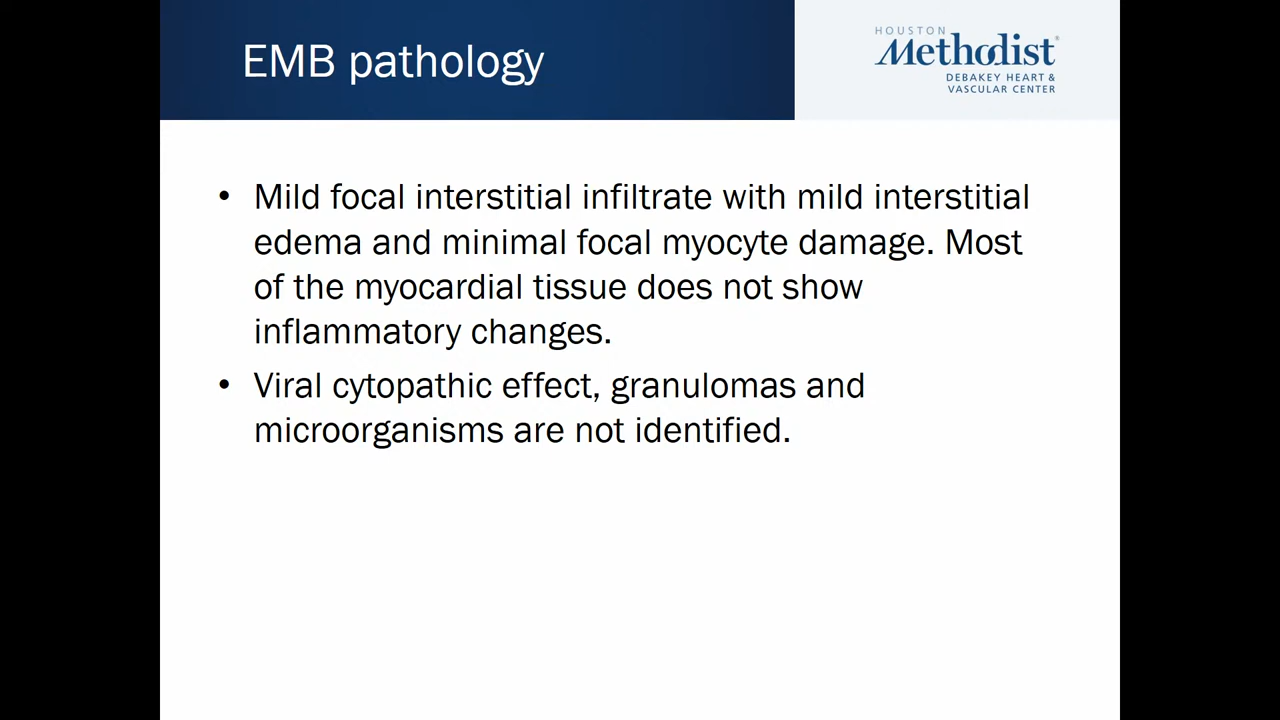 EMB pathology
HOUSTON
Methodist®
DEBAKEY HEART &
VASCULAR CENTER
• Mild focal interstitial infiltrate with mild interstitial
edema and minimal focal myocyte damage. Most
of the myocardial tissue does not show
inflammatory changes.
• Viral cytopathic effect, granulomas and
microorganisms are not identified.